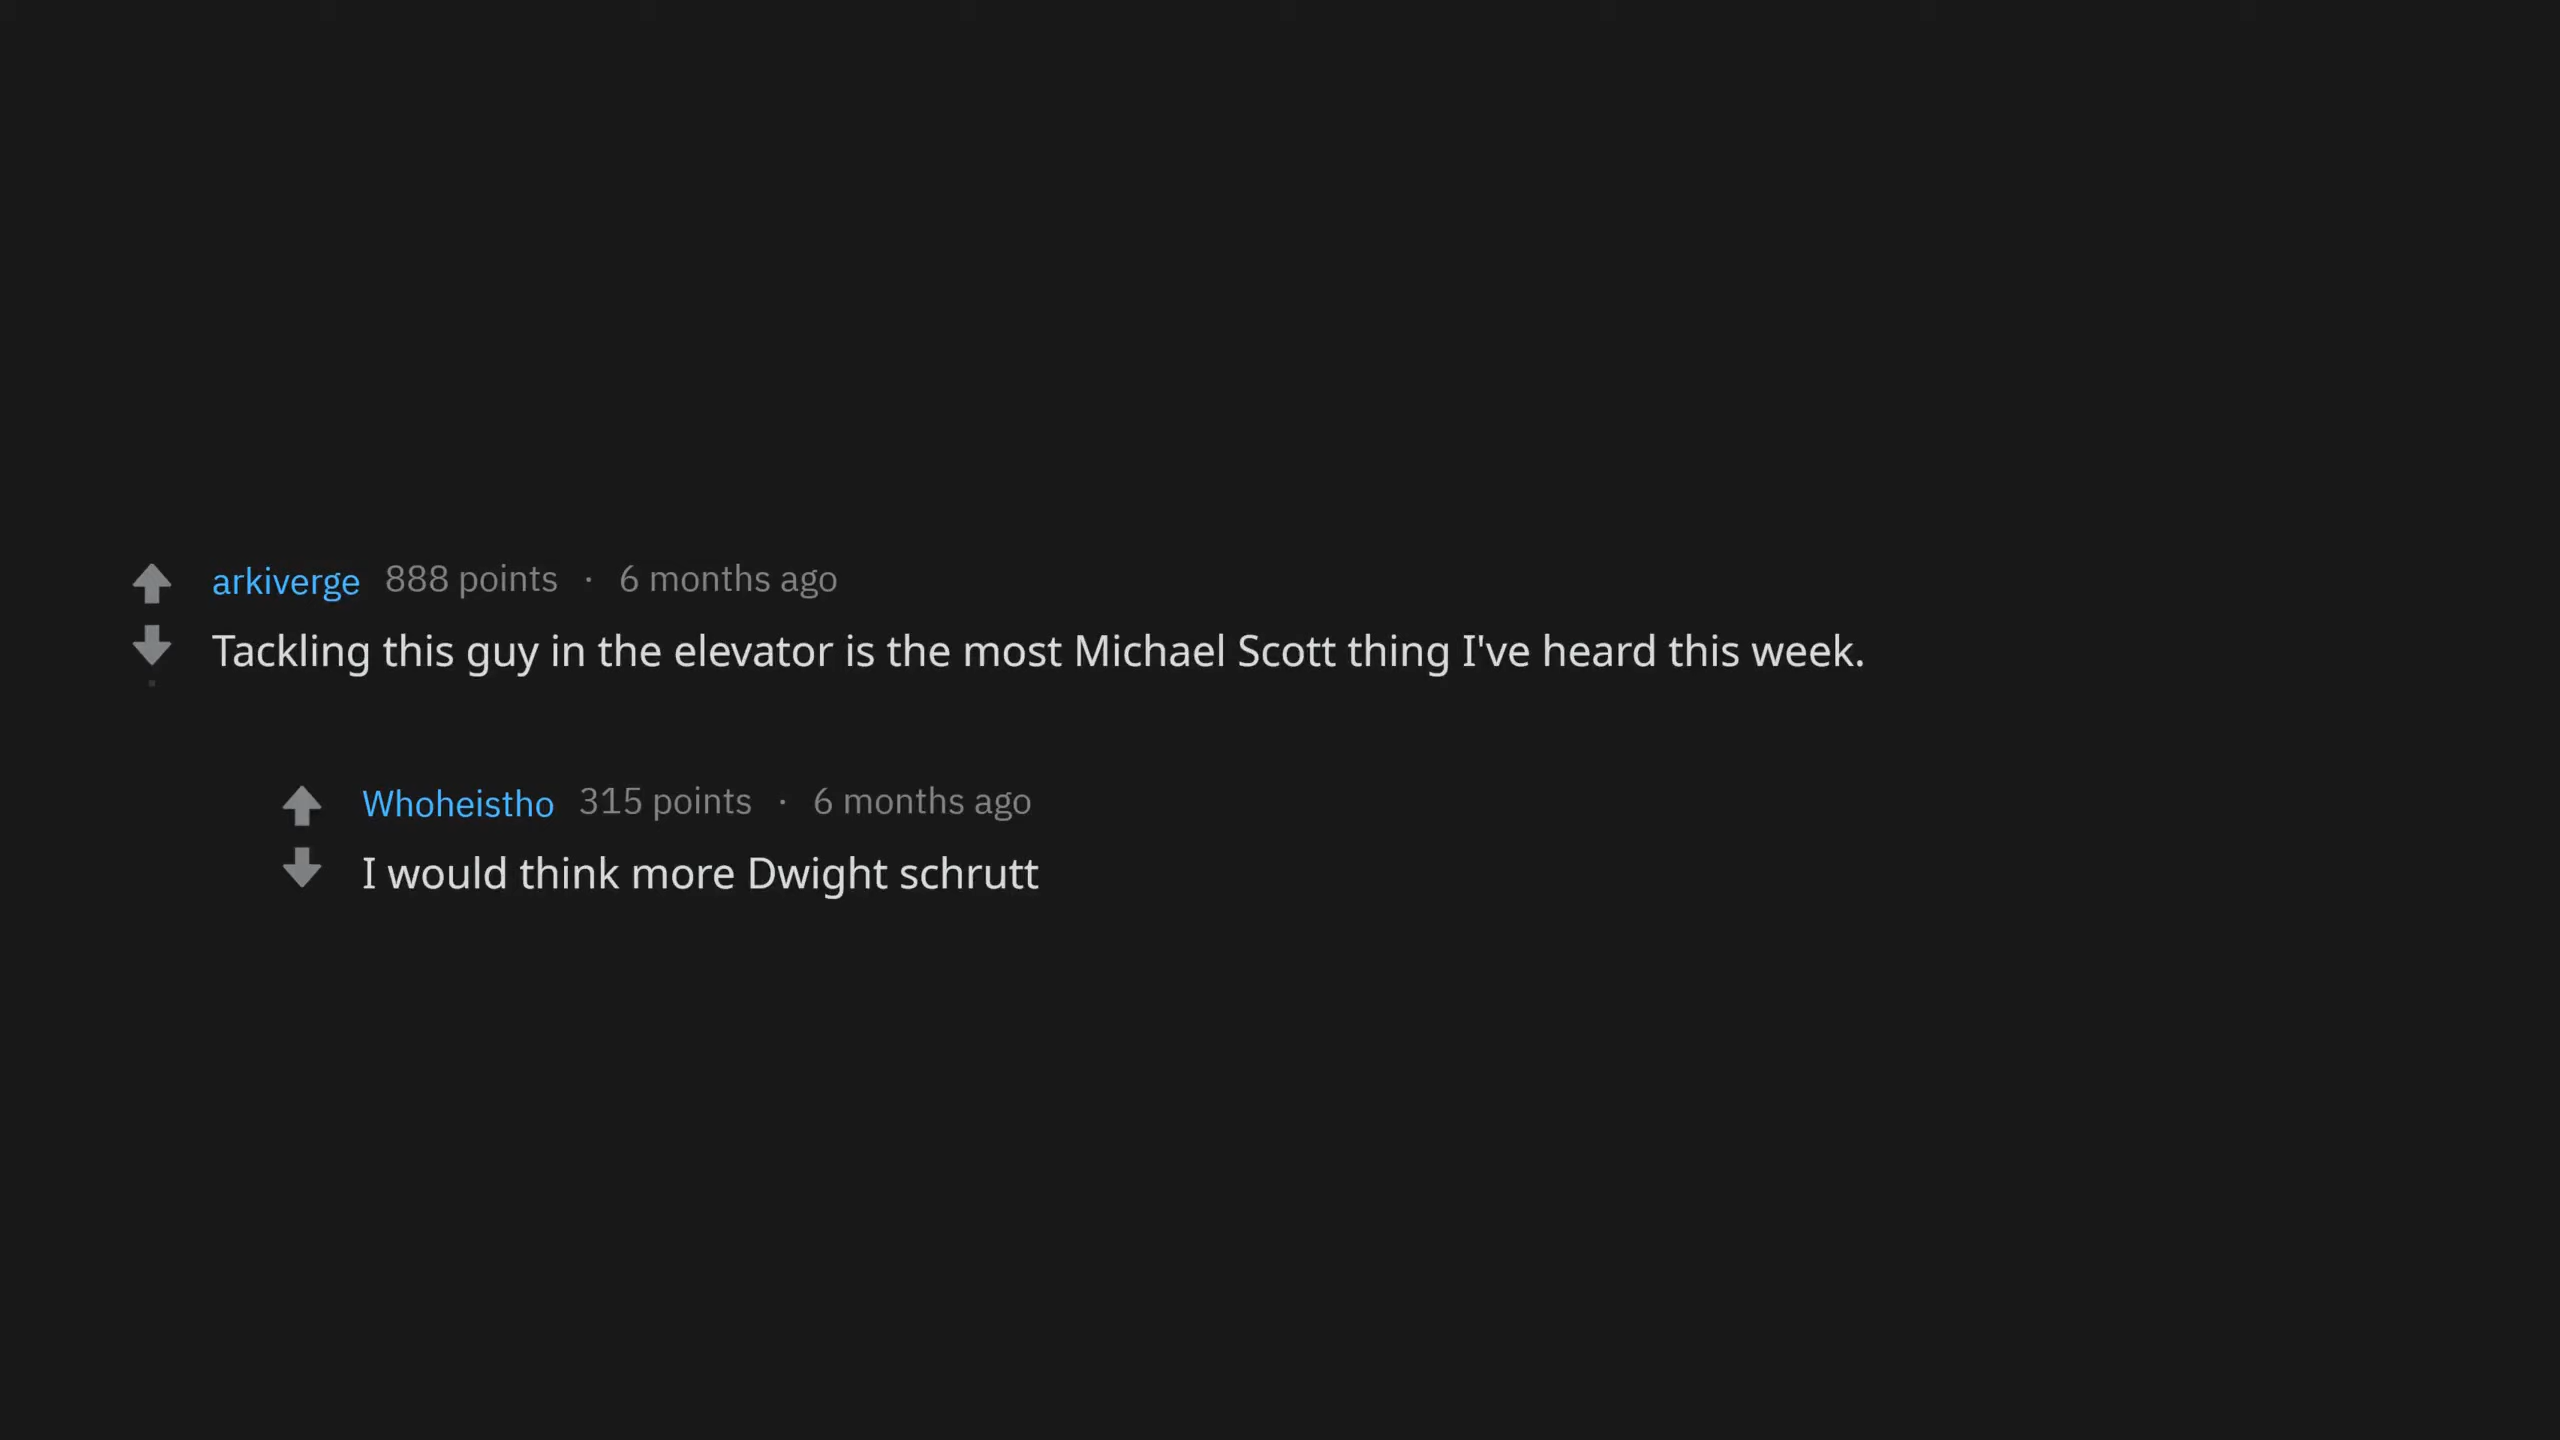 arkiverge 888 points · 6 months ago
Tackling this guy in the elevator is the most Michael Scott thing I've heard this week.
Whoheistho 315 points · 6 months ago
I would think more Dwight schrutt